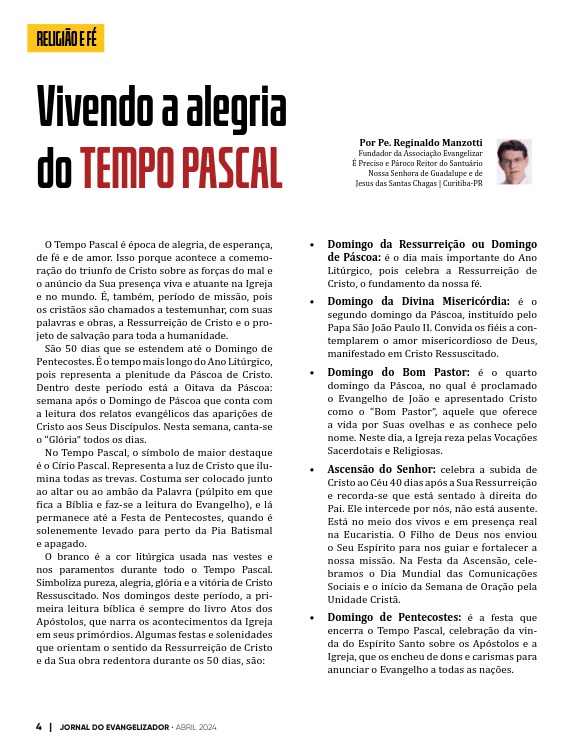 RELIGIÃO E FÉ
Vivendo a alegria
do TEMPO PASCAL
Por Pe. Reginaldo Manzotti
Fundador da Associação Evangelizar
É Preciso e Pároco Reitor do Santuário
Nossa Senhora de Guadalupe e de
Jesus das Santas Chagas | Curitiba-PR
O Tempo Pascal é época de alegria, de esperança,
de fé e de amor. Isso porque acontece a comemo-
ração do triunfo de Cristo sobre as forças do mal e
o anúncio da Sua presença viva e atuante na Igreja
e no mundo. É, também, período de missão, pois
os cristãos são chamados a testemunhar, com suas
palavras e obras, a Ressurreição de Cristo e o pro-
jeto de salvação para toda a humanidade.
São 50 dias que se estendem até o Domingo de
Pentecostes. É o tempo mais longo do Ano Litúrgico,
pois representa a plenitude da Páscoa de Cristo.
Dentro deste período está a Oitava da Páscoa:
semana após o Domingo de Páscoa que conta com
a leitura dos relatos evangélicos das aparições de
Cristo aos Seus Discípulos. Nesta semana, canta-se
o “Glória” todos os dias.
No Tempo Pascal, o símbolo de maior destaque
é o Círio Pascal. Representa a luz de Cristo que ilu-
mina todas as trevas. Costuma ser colocado junto
ao altar ou ao ambão da Palavra (púlpito em que
fica a Bíblia e faz-se a leitura do Evangelho), e lá
permanece até a Festa de Pentecostes, quando é
solenemente levado para perto da Pia Batismal
e apagado.
O branco é a cor litúrgica usada nas vestes e
nos paramentos durante todo o Tempo Pascal.
Simboliza pureza, alegria, glória e a vitória de Cristo
Ressuscitado. Nos domingos deste período, a pri-
meira leitura bíblica é sempre do livro Atos dos
Apóstolos, que narra os acontecimentos da Igreja
em seus primórdios. Algumas festas e solenidades
que orientam o sentido da Ressurreição de Cristo
e da Sua obra redentora durante os 50 dias, são:
• Domingo da Ressurreição ou Domingo
de Páscoa: é o dia mais importante do Ano
Litúrgico, pois celebra a Ressurreição de
Cristo, o fundamento da nossa fé.
• Domingo da Divina Misericórdia: é o
segundo domingo da Páscoa, instituído pelo
Papa São João Paulo II. Convida os fiéis a con-
templarem o amor misericordioso de Deus,
manifestado em Cristo Ressuscitado.
• Domingo do Bom Pastor: é o quarto
domingo da Páscoa, no qual é proclamado
o Evangelho de João e apresentado Cristo
como o “Bom Pastor”, aquele que oferece
a vida por Suas ovelhas e as conhece pelo
nome. Neste dia, a Igreja reza pelas Vocações
Sacerdotais e Religiosas.
• Ascensão do Senhor: celebra a subida de
Cristo ao Céu 40 dias após a Sua Ressurreição
e recorda-se que está sentado à direita do
Pai. Ele intercede por nós, não está ausente.
Está no meio dos vivos e em presença real
na Eucaristia. O Filho de Deus nos enviou
o Seu Espírito para nos guiar e fortalecer a
nossa missão. Na Festa da Ascensão, cele-
bramos o Dia Mundial das Comunicações
Sociais e o início da Semana de Oração pela
Unidade Cristã.
• Domingo de Pentecostes: é a festa que
encerra o Tempo Pascal, celebração da vin-
da do Espírito Santo sobre os Apóstolos e a
Igreja, que os encheu de dons e carismas para
anunciar o Evangelho a todas as nações.
4 | JORNAL DO EVANGELIZADOR · ABRIL 2024